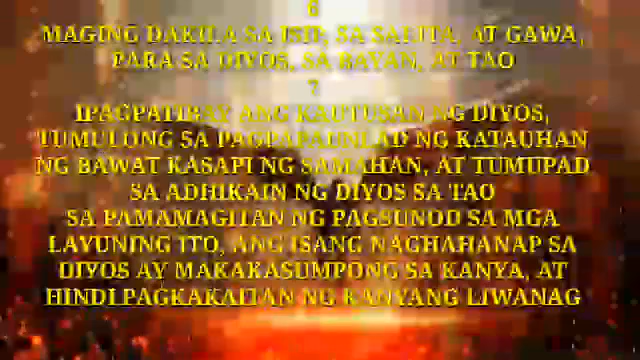 6
MAGING DAKILA SA ISIP, SA SALITA, AT GAWA,
PARA SA DIYOS, SA BAYAN, AT TAO
7
IPAGPATIBAY ANG KAUTUSAN NG DIYOS,
TUMULONG SA PAGPAPAUNLAD NG KATAUHAN
NG BAWAT KASAPI NG SAMAHAN, AT TUMUPAD
SA ADHIKAIN NG DIYOS SA TAO
SA PAMAMAGITAN NG PAGSUNOD SA MGA
LAYUNING ITO, ANG ISANG NAGHAHANAP SA
DIYOS AY MAKAKASUMPONG SA KANYA, AT
HINDI PAGKAKAITAN NG KANYANG LIWANAG